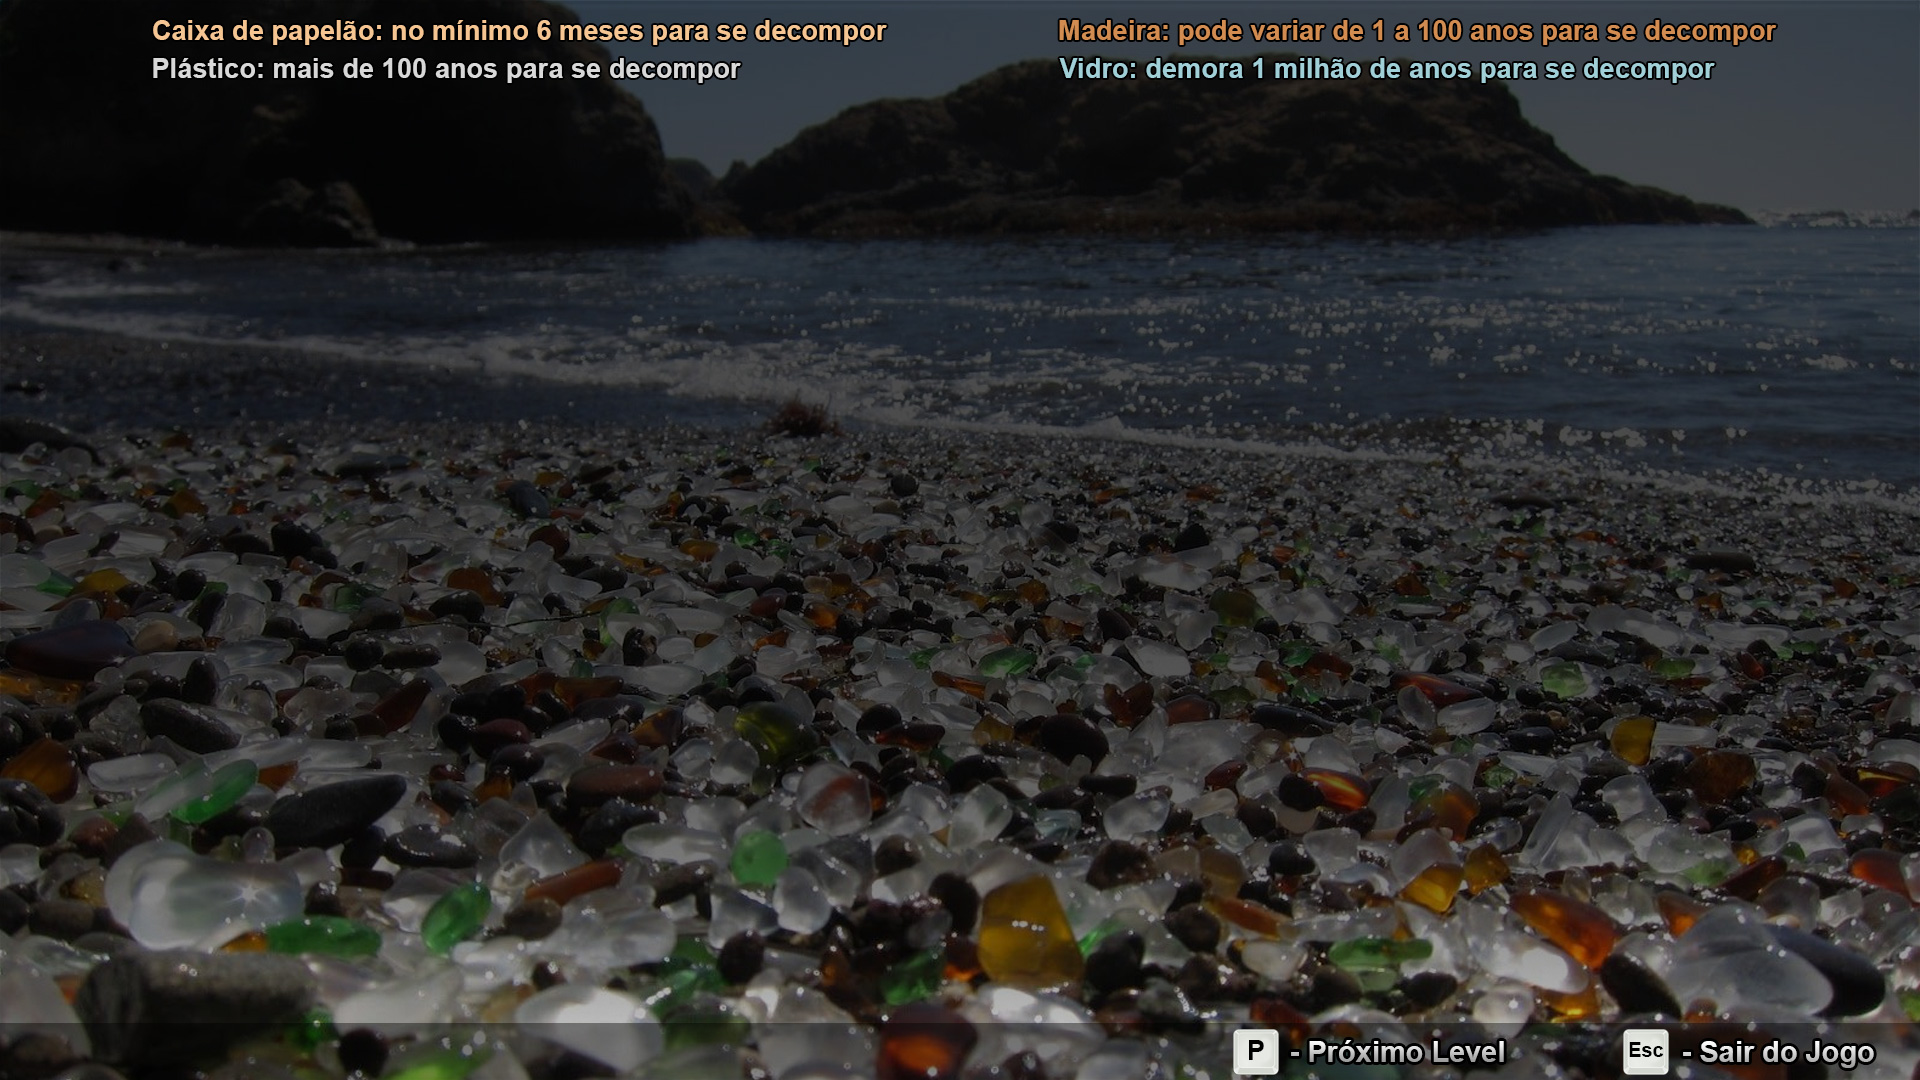 Caixa de papelão: no mínimo 6 meses para se decompor
Madeira: pode variar de 1 a 100 anos para se decompor
Plástico: mais de 100 anos para se decompor
Vidro: demora 1 milhão de anos para se decompor
P - Próximo Level
Esc - Sair do Jogo